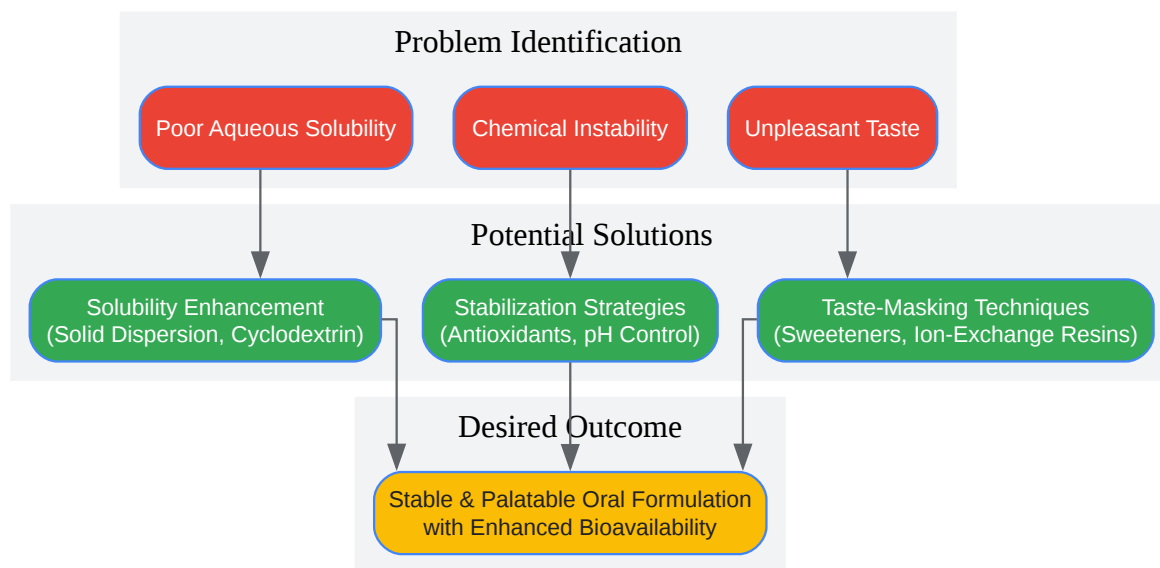 Problem Identification
Poor Aqueous Solubility
Chemical Instability
Unpleasant Taste
Potential Solutions
Solubility Enhancement
(Solid Dispersion, Cyclodextrin)
Stabilization Strategies
(Antioxidants, pH Control)
Taste-Masking Techniques
(Sweeteners, Ion-Exchange Resins)
Desired Outcome
Stable & Palatable Oral Formulation
with Enhanced Bioavailability